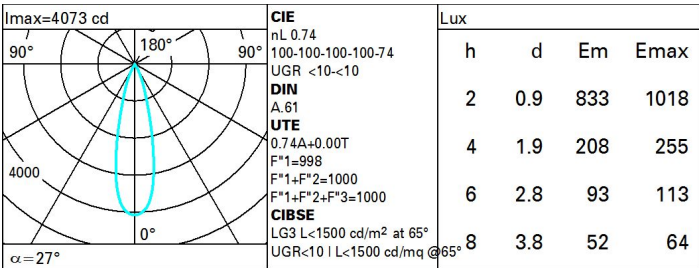 Imax=4073 cd
90°
180°
90°
4000
0°
α=27°
CIE
nL 0.74
100-100-100-100-74
UGR <10-<10
DIN
A.61
UTE
0.74A+0.00T
F"1=998
F"1+F"2=1000
F"1+F"2+F"3=1000
CIBSE
LG3 L<1500 cd/m² at 65°
UGR<10 | L<1500 cd/mq @65°
Lux
h d Em Emax
2 0.9 833 1018
4 1.9 208 255
6 2.8 93 113
8 3.8 52 64